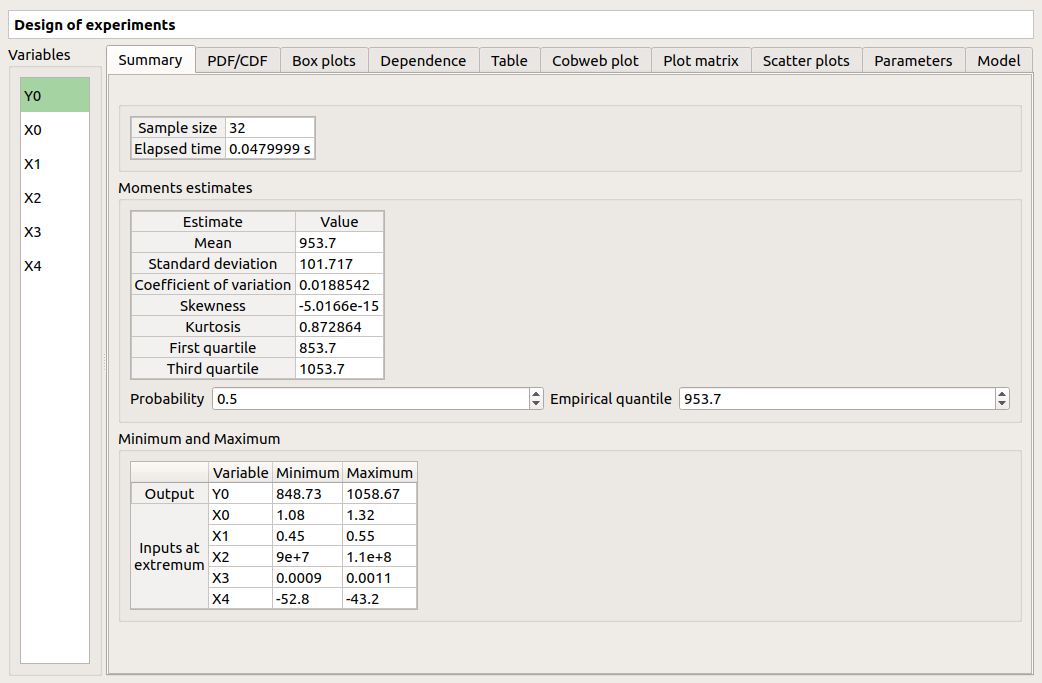 Design of experiments
Variables
Summary PDF/CDF Box plots Dependence Table Cobweb plot Plot matrix Scatter plots Parameters Model
Y0
X0
X1
X2
X3
X4
Sample size 32
Elapsed time 0.0479999 s
Moments estimates
Estimate Value
Mean 953.7
Standard deviation 101.717
Coefficient of variation 0.0188542
Skewness -5.0166e-15
Kurtosis 0.872864
First quartile 853.7
Third quartile 1053.7
Probability 0.5 Empirical quantile 953.7
Minimum and Maximum
Variable Minimum Maximum
Output Y0 848.73 1058.67
Inputs at
extremum
X0 1.08 1.32
X1 0.45 0.55
X2 9e+7 1.1e+8
X3 0.0009 0.0011
X4 -52.8 -43.2